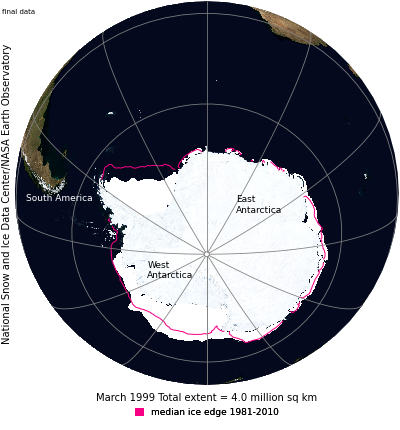 final data
National Snow and Ice Data Center/NASA Earth Observatory
South America
East
Antarctica
West
Antarctica
March 1999 Total extent = 4.0 million sq km
median ice edge 1981-2010